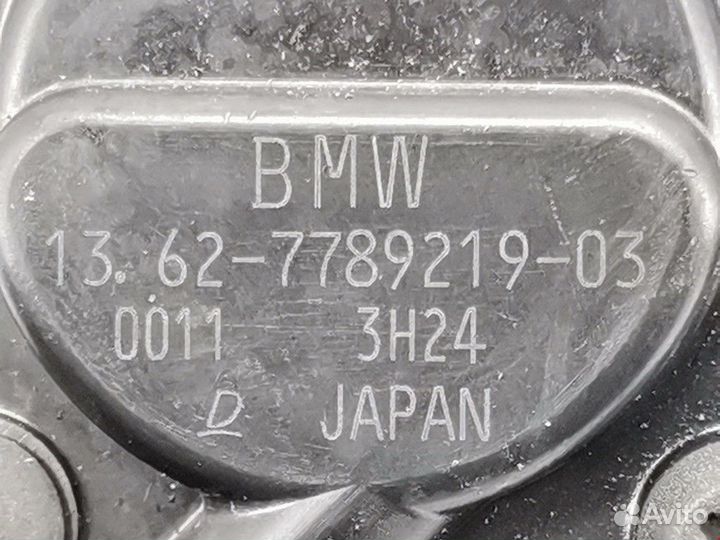 BMW
13.62-7789219-03
0011 3H24
D JAPAN
Avito